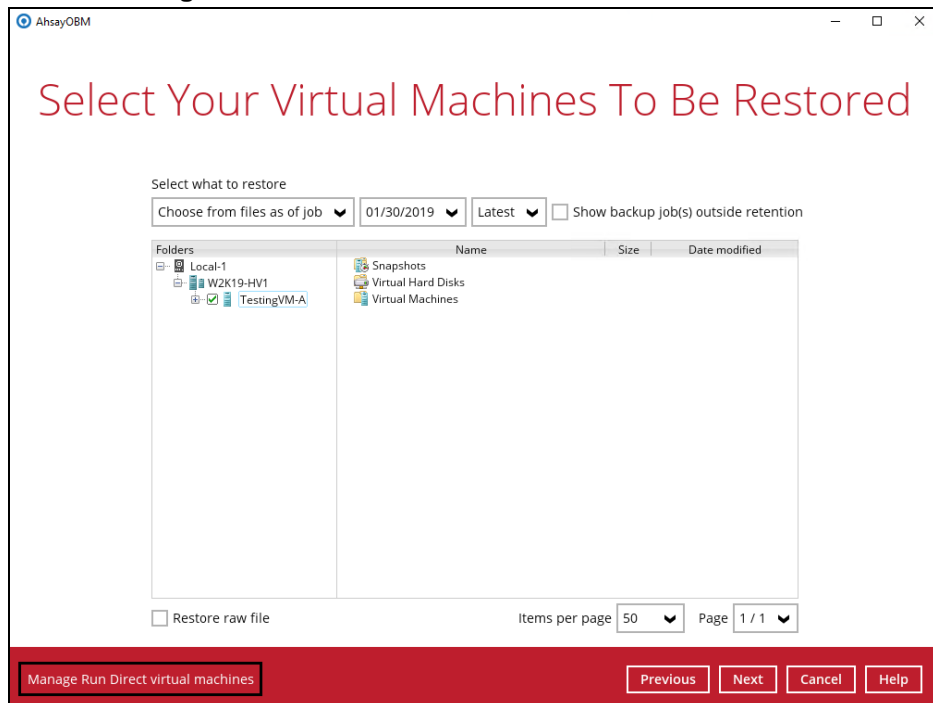 AhsayOBM
Select Your Virtual Machines To Be Restored
Select what to restore
Choose from files as of job 01/30/2019 Latest Show backup job(s) outside retention
Folders Name Size Date modified
Local-1 Snapshots
W2K19-HV1 Virtual Hard Disks
TestingVM-A Virtual Machines
Restore raw file Items per page 50 Page 1 / 1
Manage Run Direct virtual machines Previous Next Cancel Help